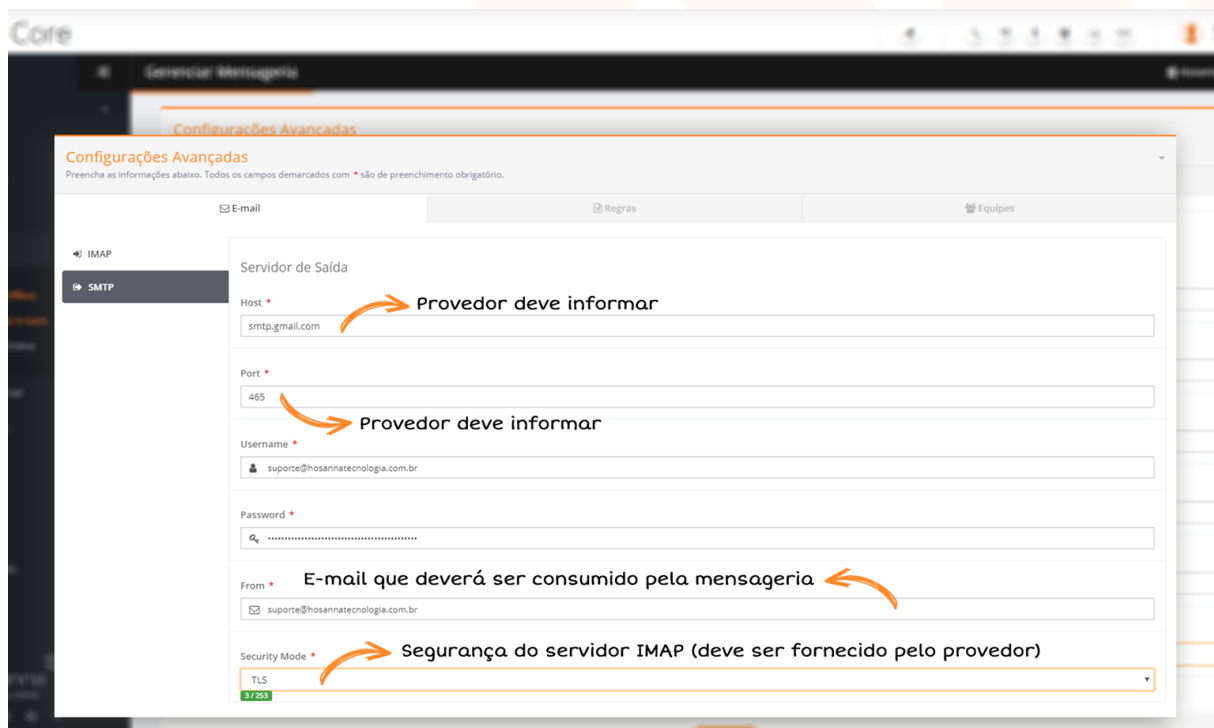 Core
Gerenciar Mensageria
Configurações Avançadas
Configurações Avançadas
Preencha as informações abaixo. Todos os campos demarcados com * são de preenchimento obrigatório.
E-mail
Regras
Equipes
IMAP
SMTP
Servidor de Saída
Host *
Provedor deve informar
smtp.gmail.com
Port *
465
Provedor deve informar
Username *
suporte@hosannatecnologia.com.br
Password *
From *
E-mail que deverá ser consumido pela mensageria
suporte@hosannatecnologia.com.br
Security Mode *
Segurança do servidor IMAP (deve ser fornecido pelo provedor)
TLS
3 / 253